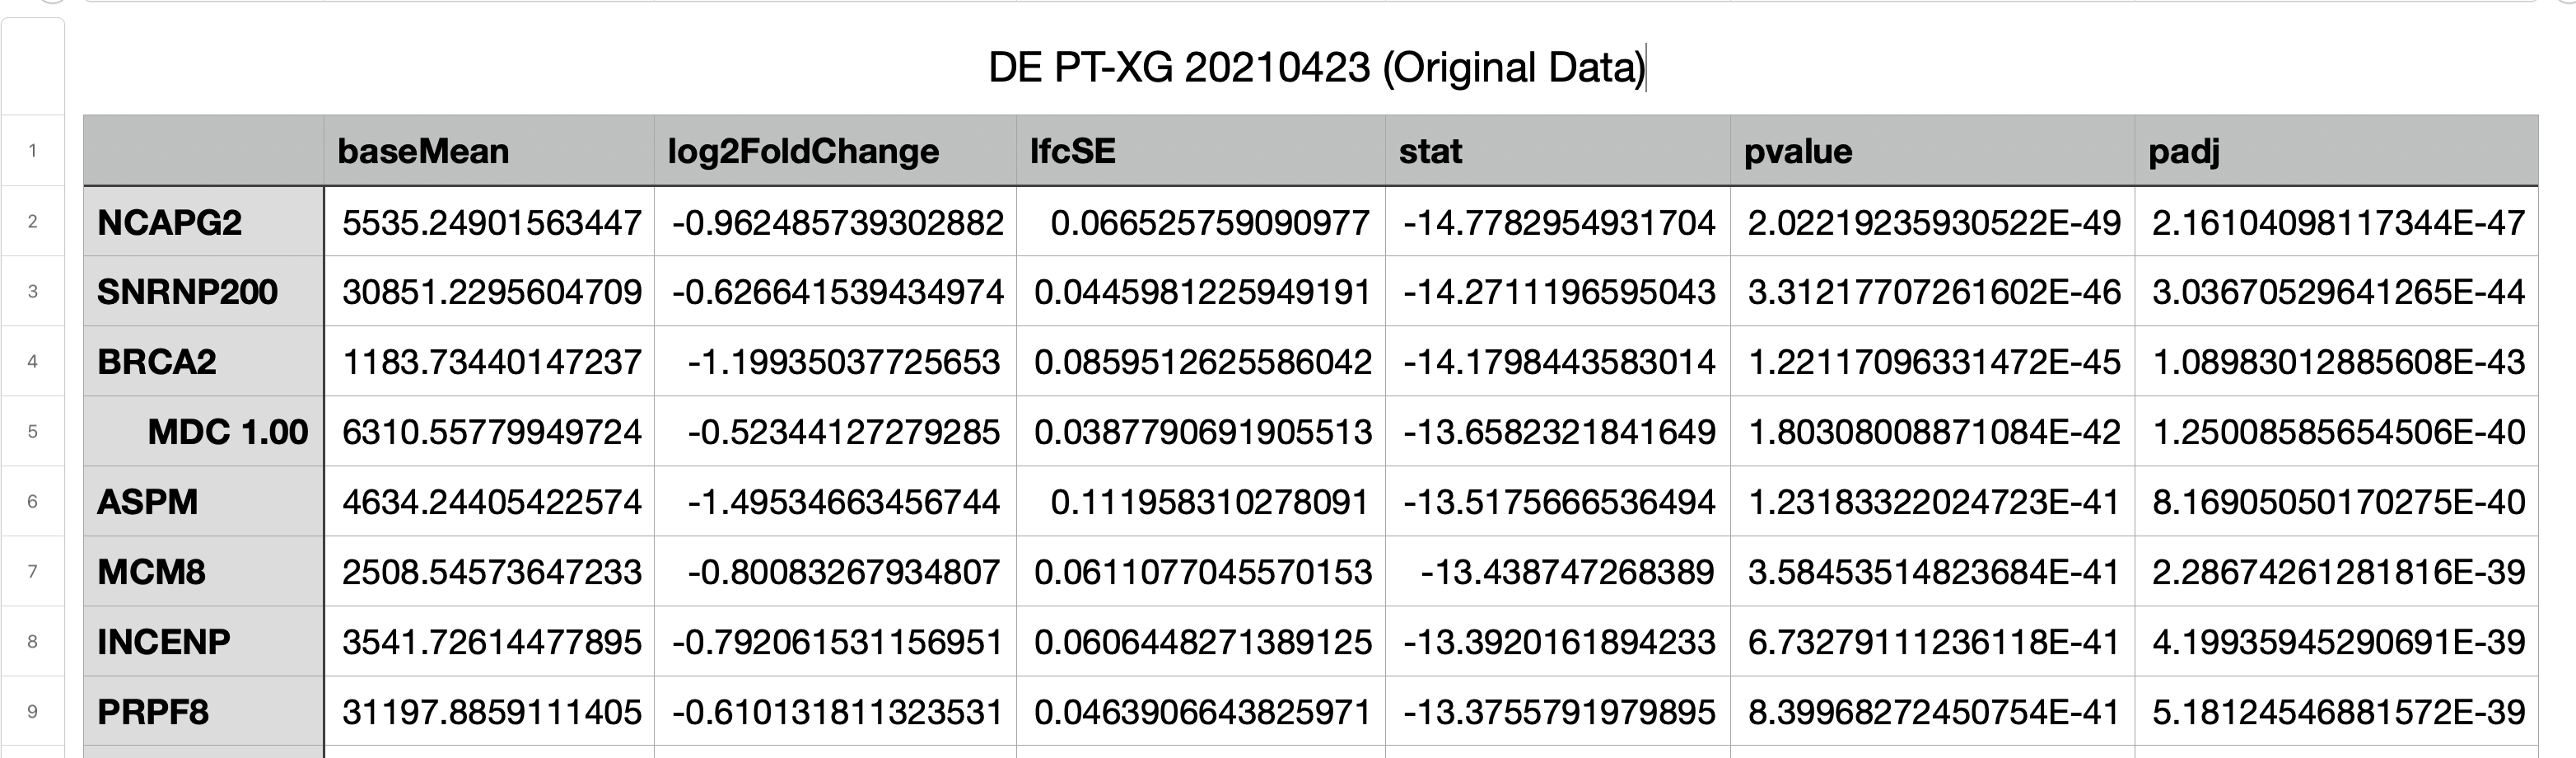 DE PT-XG 20210423 (Original Data)
1 baseMean log2FoldChange lfcSE stat pvalue padj
2 NCAPG2 5535.24901563447 -0.962485739302882 0.066525759090977 -14.7782954931704 2.02219235930522E-49 2.16104098117344E-47
3 SNRNP200 30851.2295604709 -0.626641539434974 0.0445981225949191 -14.2711196595043 3.31217707261602E-46 3.03670529641265E-44
4 BRCA2 1183.73440147237 -1.19935037725653 0.0859512625586042 -14.1798443583014 1.22117096331472E-45 1.08983012885608E-43
5 MDC 1.00 6310.55779949724 -0.52344127279285 0.0387790691905513 -13.6582321841649 1.80308008871084E-42 1.25008585654506E-40
6 ASPM 4634.24405422574 -1.49534663456744 0.111958310278091 -13.5175666536494 1.23183322024723E-41 8.16905050170275E-40
7 MCM8 2508.54573647233 -0.80083267934807 0.0611077045570153 -13.438747268389 3.58453514823684E-41 2.28674261281816E-39
8 INCENP 3541.72614477895 -0.792061531156951 0.0606448271389125 -13.3920161894233 6.73279111236118E-41 4.19935945290691E-39
9 PRPF8 31197.8859111405 -0.610131811323531 0.0463906643825971 -13.3755791979895 8.39968272450754E-41 5.18124546881572E-39